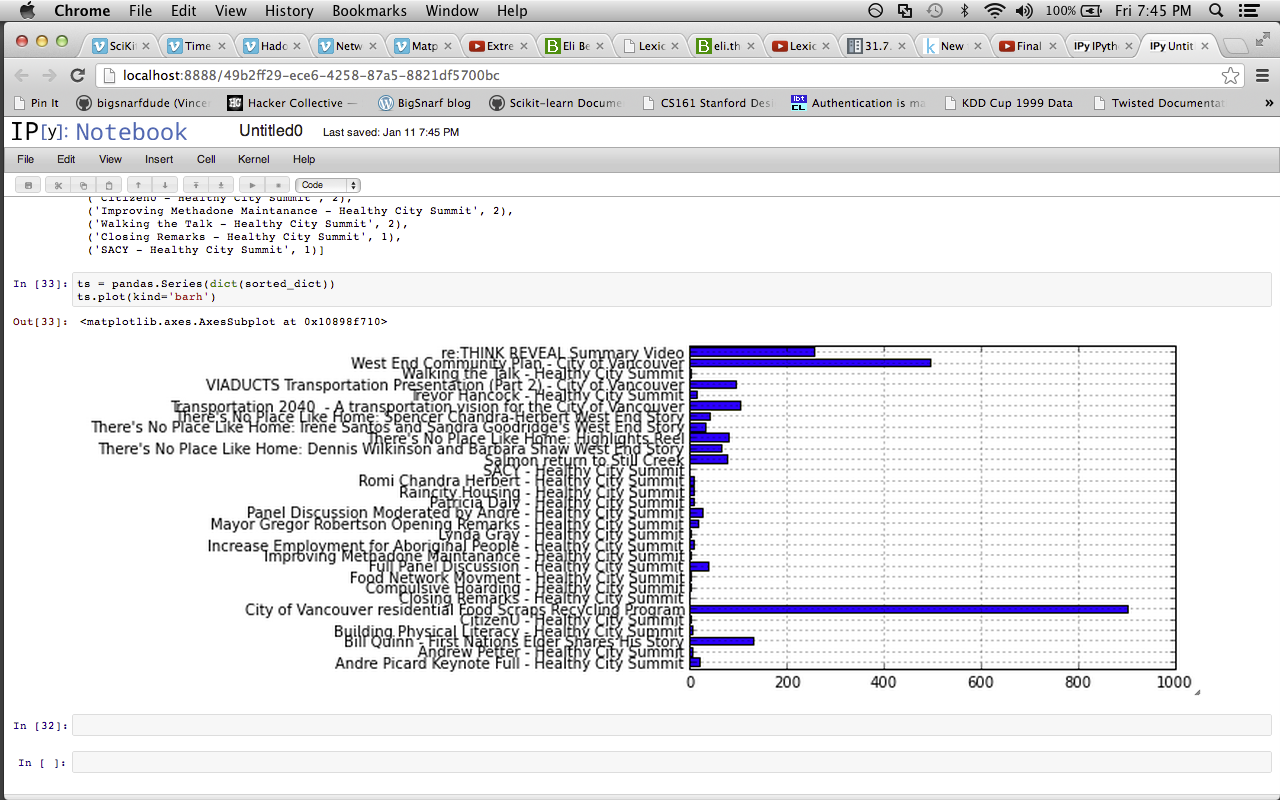 Chrome File Edit View History Bookmarks Window Help 100% Fri 7:45 PM
SciKi Time Hado Netw Matp Extre Eli Be Lexic eli.th Lexic 31.7. New Final IPy IPyth IPy Untit
localhost:8888/49b2ff29-ece6-4258-87a5-8821df5700bc
Pin It bigsnarfdude (Vince Hacker Collective — BigSnarf blog Scikit-learn Docume CS161 Stanford Des Authentication is ma KDD Cup 1999 Data Twisted Documenta »
IP[y]: Notebook Untitled0 Last saved: Jan 11 7:45 PM
File Edit View Insert Cell Kernel Help
Code
('CitizenU - Healthy City Summit', 2),
('Improving Methadone Maintanance - Healthy City Summit', 2),
('Walking the Talk - Healthy City Summit', 2),
('Closing Remarks - Healthy City Summit', 1),
('SACY - Healthy City Summit', 1)]
In [33]: ts = pandas.Series(dict(sorted_dict))
ts.plot(kind='barh')
Out[33]: <matplotlib.axes.AxesSubplot at 0x10898f710>
re:THINK REVEAL Summary Video
West End Community Plan - City of Vancouver
Walking the Talk - Healthy City Summit
VIADUCTS Transportation Presentation (Part 2) - City of Vancouver
Trevor Hancock - Healthy City Summit
Transportation 2040 - A transportation vision for the City of Vancouver
There's No Place Like Home: Spencer Chandra-Herbert West End Story
There's No Place Like Home: Irene Santos and Sandra Goodridge's West End Story
There's No Place Like Home: Highlights Reel
There's No Place Like Home: Dennis Wilkinson and Barbara Shaw West End Story
Salmon return to Still Creek
SACY - Healthy City Summit
Romi Chandra Herbert - Healthy City Summit
Raincity Housing - Healthy City Summit
Patricia Daly - Healthy City Summit
Panel Discussion Moderated by Andre - Healthy City Summit
Mayor Gregor Robertson Opening Remarks - Healthy City Summit
Lynda Gray - Healthy City Summit
Increase Employment for Aboriginal People - Healthy City Summit
Improving Methadone Maintanance - Healthy City Summit
Full Panel Discussion - Healthy City Summit
Food Network Movment - Healthy City Summit
Compulsive Hoarding - Healthy City Summit
Closing Remarks - Healthy City Summit
City of Vancouver residential Food Scraps Recycling Program
CitizenU - Healthy City Summit
Building Physical Literacy - Healthy City Summit
Bill Quinn - First Nations Elder Shares His Story
Andrew Petter - Healthy City Summit
Andre Picard Keynote Full - Healthy City Summit
0 200 400 600 800 1000
In [32]:
In [ ]: